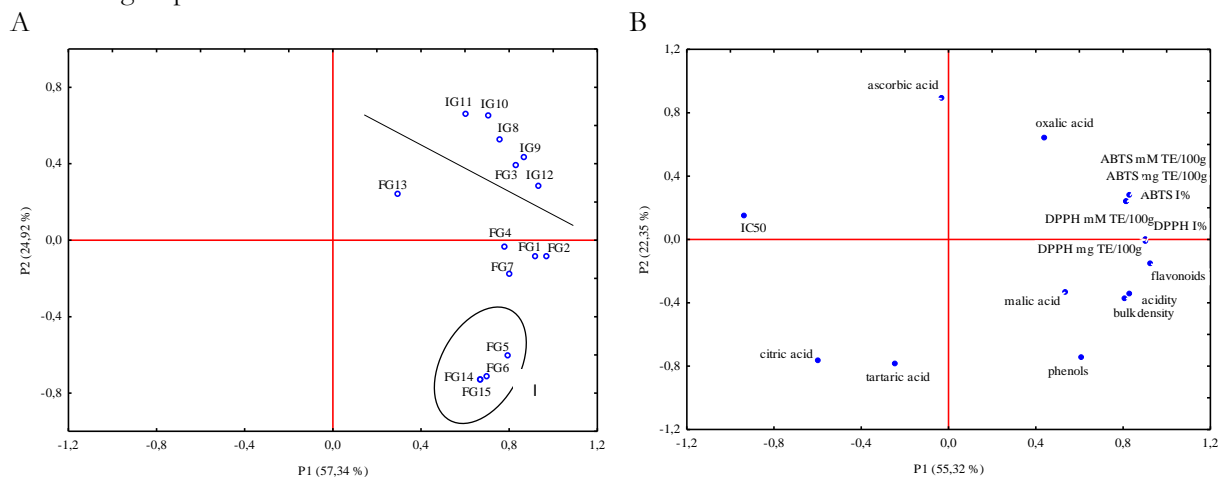 A
B
1,2
0,8
0,4
0,0
-0,4
-0,8
-1,2
-0,8
-0,4
0,0
0,4
0,8
1,2
P2 (24,92 %)
P1 (57,34 %)
IG11
IG10
IG8
IG9
FG3
IG12
FG13
FG4
FG1
FG2
FG7
FG5
FG6
FG14
FG15
I
1,2
0,8
0,4
0,0
-0,4
-0,8
-1,2
-1,2
-0,8
-0,4
0,0
0,4
0,8
1,2
P2 (22,35 %)
P1 (55,32 %)
ascorbic acid
oxalic acid
ABTS mM TE/100g
ABTS mg TE/100g
ABTS I%
DPPH mM TE/100g
DPPH I%
DPPH mg TE/100g
IC50
flavonoids
malic acid
acidity
bulkdensity
citric acid
tartaric acid
phenols